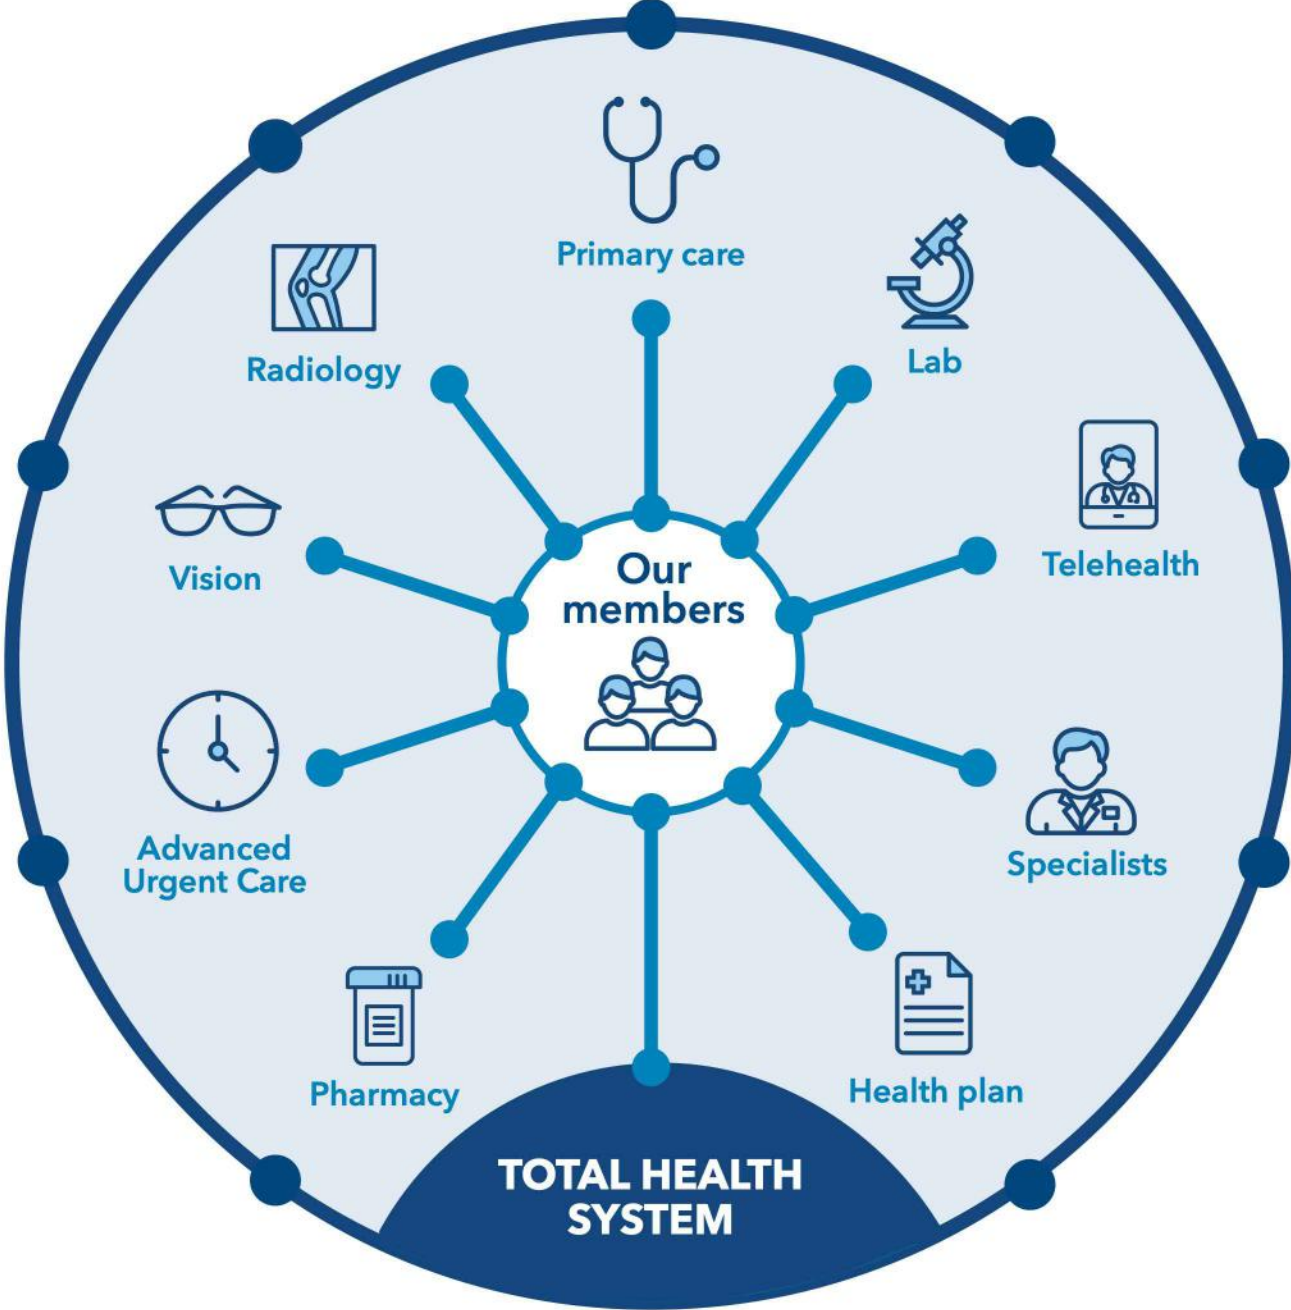 Primary care
Radiology
Lab
Vision
Telehealth
Our
members
Advanced
Urgent Care
Specialists
Pharmacy
Health plan
TOTAL HEALTH
SYSTEM